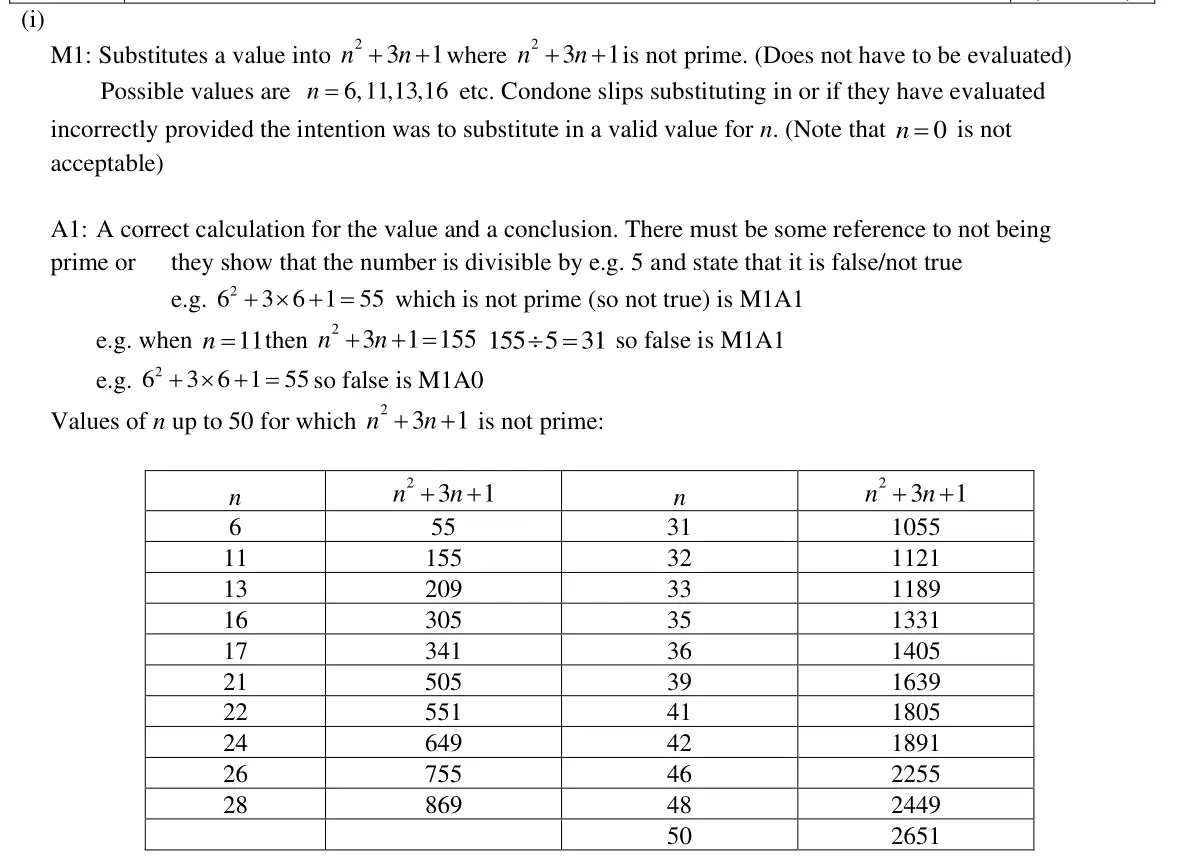 (i)
M1: Substitutes a value into n² + 3n + 1 where n² + 3n + 1 is not prime. (Does not have to be evaluated)
Possible values are n = 6, 11,13,16 etc. Condone slips substituting in or if they have evaluated
incorrectly provided the intention was to substitute in a valid value for n. (Note that n = 0 is not
acceptable)
A1: A correct calculation for the value and a conclusion. There must be some reference to not being
prime or they show that the number is divisible by e.g. 5 and state that it is false/not true
e.g. 6² + 3×6 + 1 = 55 which is not prime (so not true) is M1A1
e.g. when n = 11 then n² + 3n + 1 = 155 155 ÷ 5 = 31 so false is M1A1
e.g. 6² + 3×6 + 1 = 55 so false is M1A0
Values of n up to 50 for which n² + 3n + 1 is not prime:
n n² + 3n + 1 n n² + 3n + 1
6 55 31 1055
11 155 32 1121
13 209 33 1189
16 305 35 1331
17 341 36 1405
21 505 39 1639
22 551 41 1805
24 649 42 1891
26 755 46 2255
28 869 48 2449
50 2651